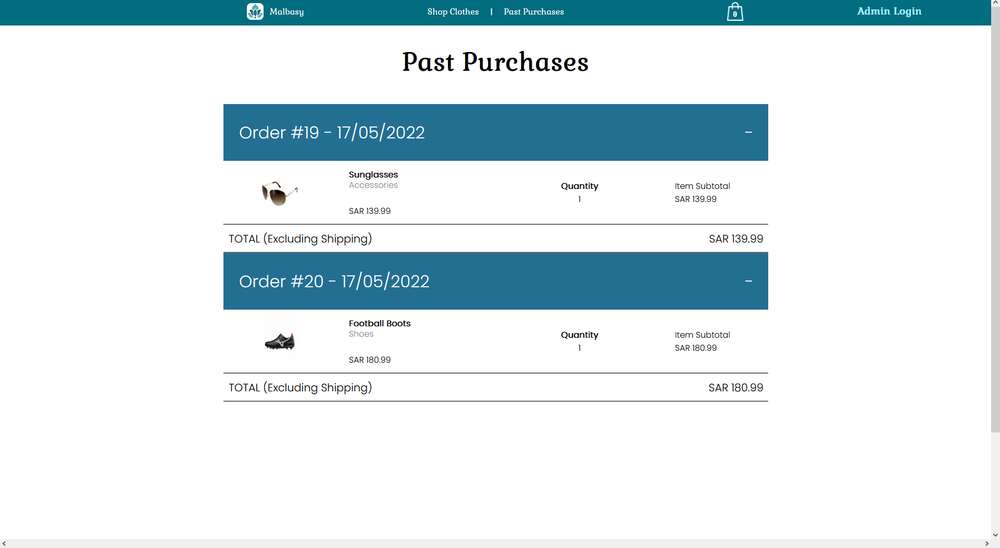 Malbasy
Shop Clothes | Past Purchases
0
Admin Login
Past Purchases
Order #19 - 17/05/2022 -
Sunglasses
Accessories
SAR 139.99
Quantity
1
Item Subtotal
SAR 139.99
TOTAL (Excluding Shipping) SAR 139.99
Order #20 - 17/05/2022 -
Football Boots
Shoes
SAR 180.99
Quantity
1
Item Subtotal
SAR 180.99
TOTAL (Excluding Shipping) SAR 180.99